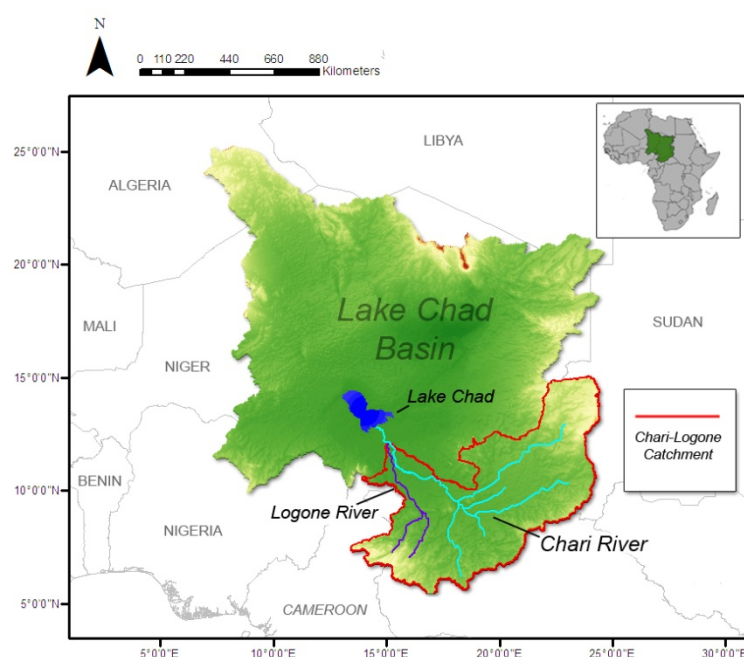 N
0 110 220 440 660 880
Kilometers
25°0'0"N
20°0'0"N
15°0'0"N
10°0'0"N
5°0'0"N
LIBYA
ALGERIA
MALI
NIGER
SUDAN
BENIN
NIGERIA
CAMEROON
Lake Chad
Basin
Lake Chad
Logone River
Chari River
Chari-Logone
Catchment
5°0'0"E
10°0'0"E
15°0'0"E
20°0'0"E
25°0'0"E
30°0'0"E